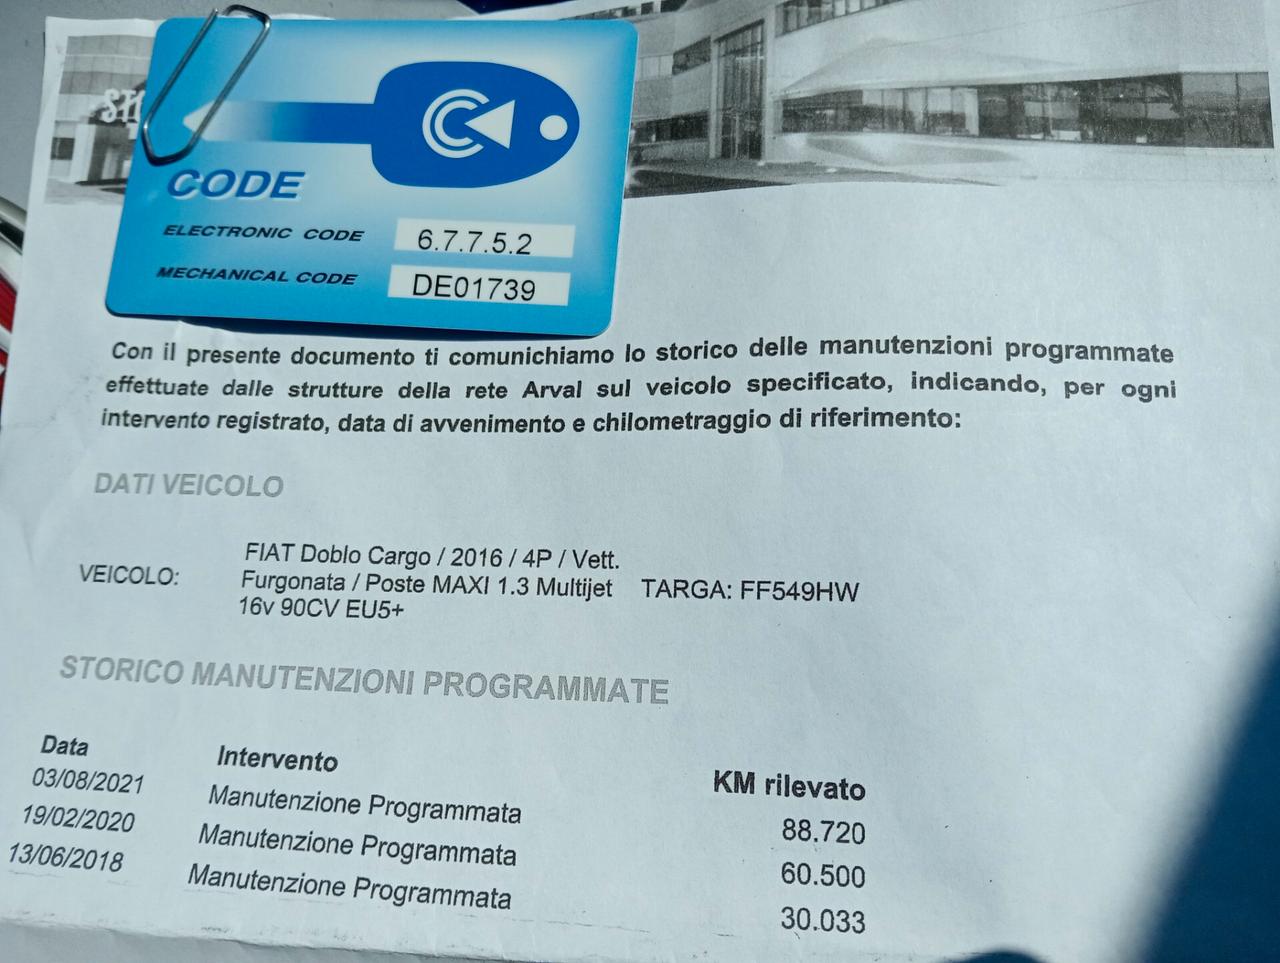 CODE
ELECTRONIC CODE 6.7.7.5.2
MECHANICAL CODE DE01739
Con il presente documento ti comunichiamo lo storico delle manutenzioni programmate
effettuate dalle strutture della rete Arval sul veicolo specificato, indicando, per ogni
intervento registrato, data di avvenimento e chilometraggio di riferimento:
DATI VEICOLO
FIAT Doblo Cargo / 2016 / 4P / Vett.
VEICOLO: Furgonata / Poste MAXI 1.3 Multijet TARGA: FF549HW
16v 90CV EU5+
STORICO MANUTENZIONI PROGRAMMATE
Data Intervento KM rilevato
03/08/2021 Manutenzione Programmata 88.720
19/02/2020 Manutenzione Programmata 60.500
13/06/2018 Manutenzione Programmata 30.033